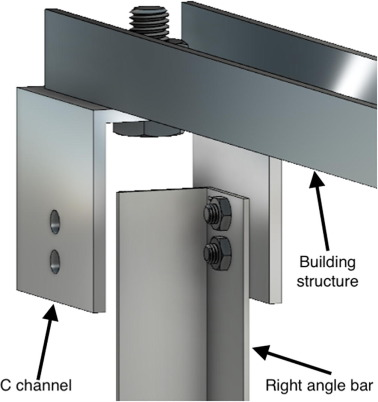 Building
structure
C channel
Right angle bar